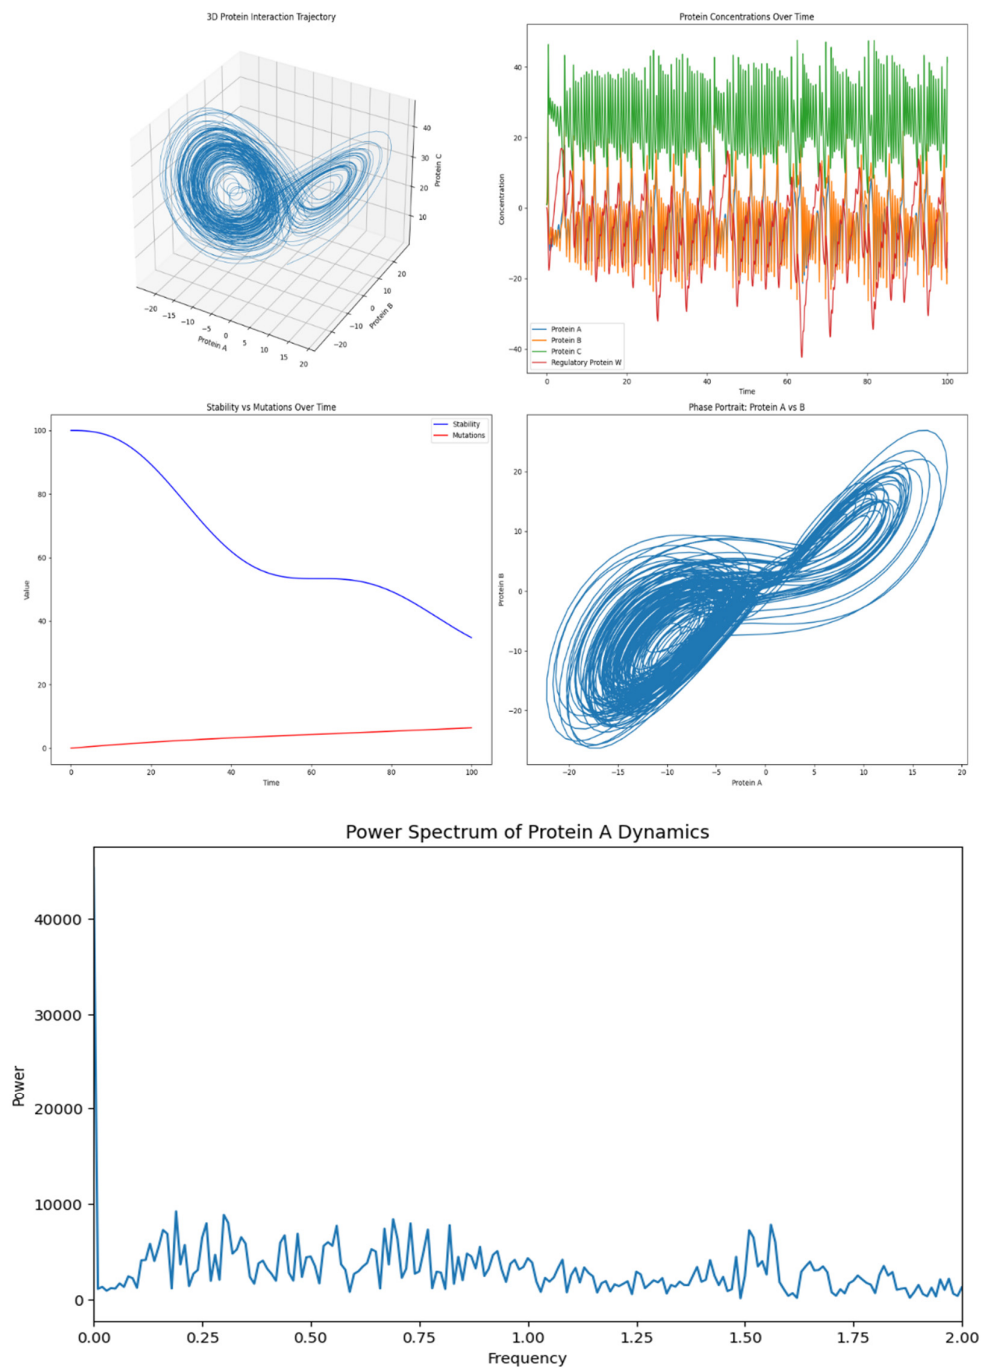 3D Protein Interaction Trajectory
40
30
20
10
Protein C
20
10
0
−10
−20
Protein B
−20
−15
−10
−5
0
5
10
15
20
Protein A
Protein Concentrations Over Time
40
20
0
−20
−40
Concentration
Protein A
Protein B
Protein C
Regulatory Protein W
0 20 40 60 80 100
Time
Stability vs Mutations Over Time
Stability
Mutations
100
80
60
40
20
0
Value
0 20 40 60 80 100
Time
Phase Portrait: Protein A vs B
20
10
0
−10
−20
Protein B
−20 −15 −10 −5 0 5 10 15 20
Protein A
Power Spectrum of Protein A Dynamics
40000
30000
20000
10000
0
Power
0.00 0.25 0.50 0.75 1.00 1.25 1.50 1.75 2.00
Frequency